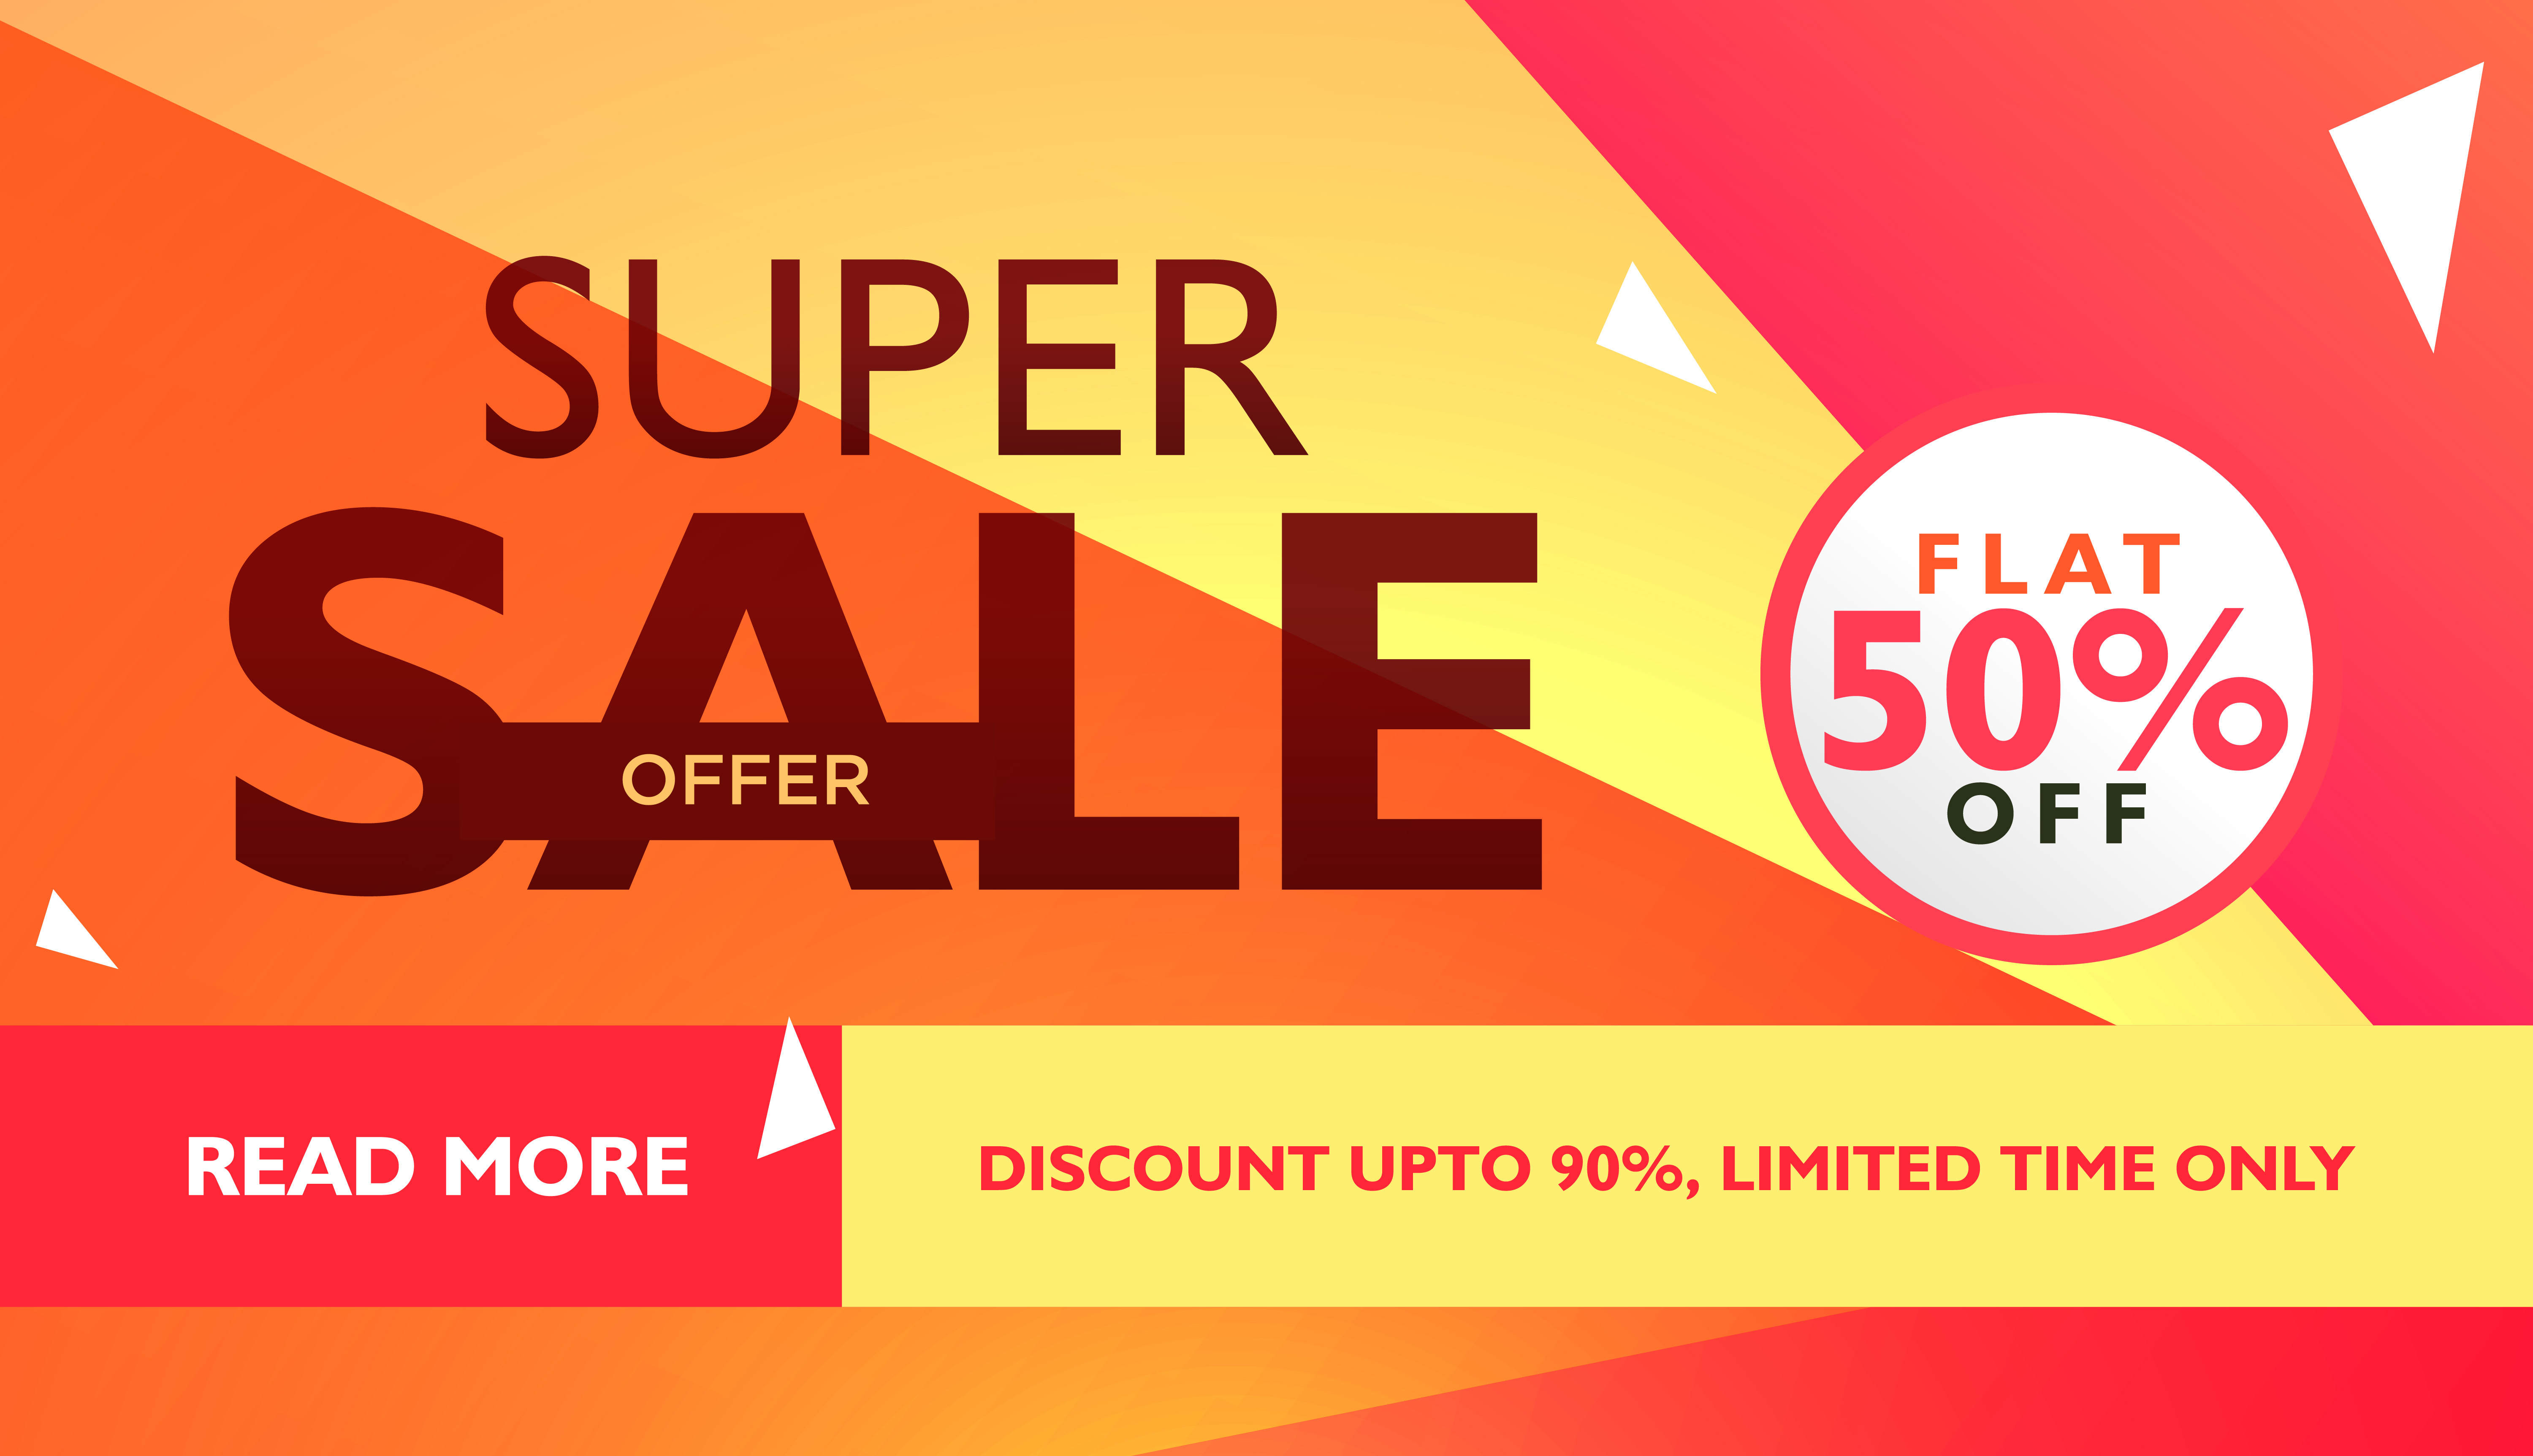 SUPER
SALE
OFFER
FLAT
50%
OFF
READ MORE
DISCOUNT UPTO 90%, LIMITED TIME ONLY